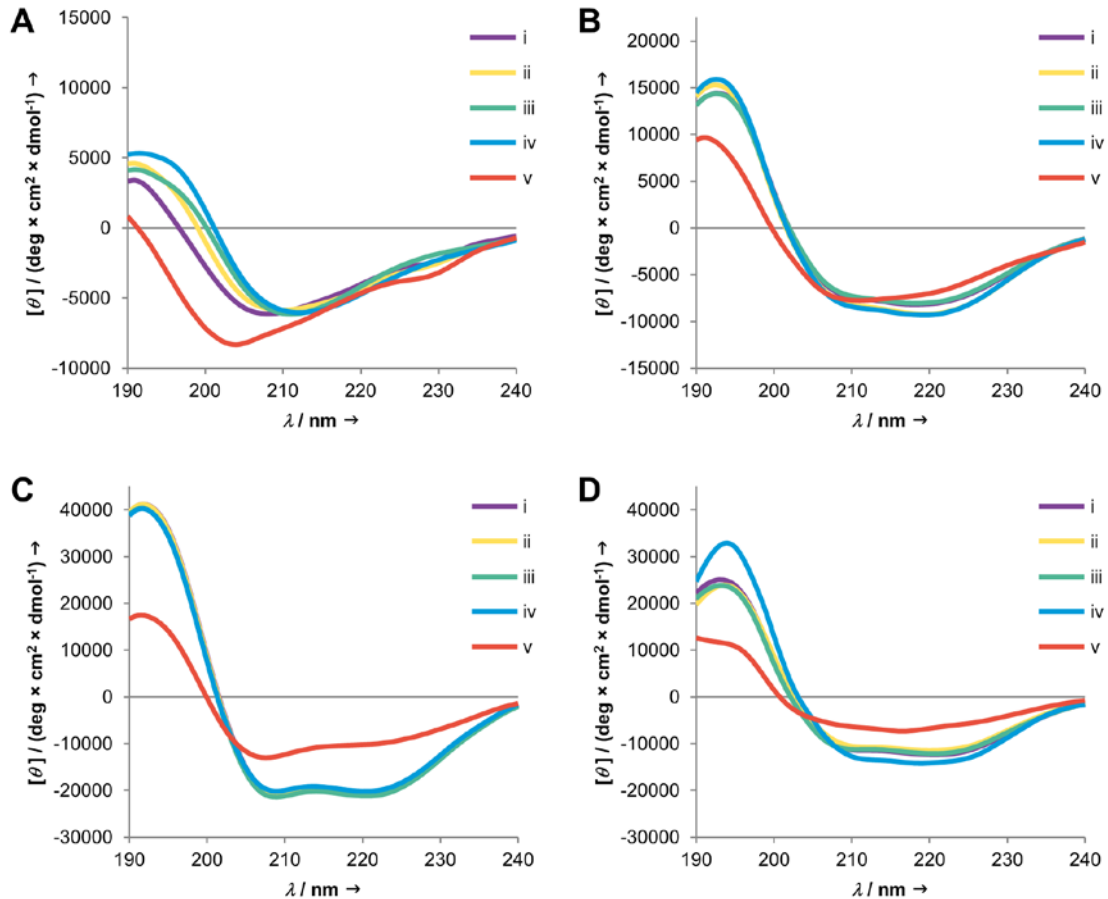 A
15000
10000
5000
0
-5000
-10000
190 200 210 220 230 240
[θ] / (deg × cm² × dmol⁻¹) →
λ / nm →
i
ii
iii
iv
v
B
20000
15000
10000
5000
0
-5000
-10000
-15000
190 200 210 220 230 240
[θ] / (deg × cm² × dmol⁻¹) →
λ / nm →
i
ii
iii
iv
v
C
40000
30000
20000
10000
0
-10000
-20000
-30000
190 200 210 220 230 240
[θ] / (deg × cm² × dmol⁻¹) →
λ / nm →
i
ii
iii
iv
v
D
40000
30000
20000
10000
0
-10000
-20000
-30000
190 200 210 220 230 240
[θ] / (deg × cm² × dmol⁻¹) →
λ / nm →
i
ii
iii
iv
v